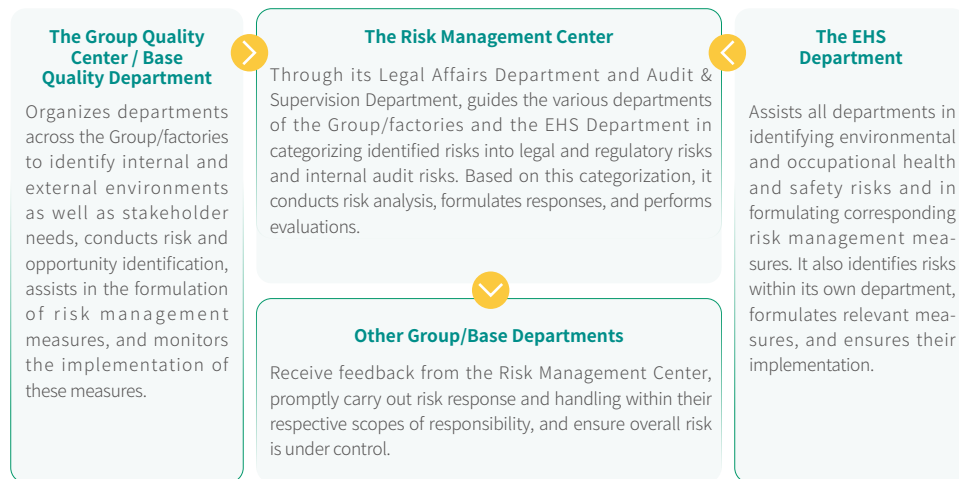 The Group Quality
Center / Base
Quality Department
Organizes departments
across the Group/factories
to identify internal and
external environments
as well as stakeholder
needs, conducts risk and
opportunity identification,
assists in the formulation
of risk management
measures, and monitors
the implementation of
these measures.
The Risk Management Center
Through its Legal Affairs Department and Audit &
Supervision Department, guides the various departments
of the Group/factories and the EHS Department in
categorizing identified risks into legal and regulatory risks
and internal audit risks. Based on this categorization, it
conducts risk analysis, formulates responses, and performs
evaluations.
Other Group/Base Departments
Receive feedback from the Risk Management Center,
promptly carry out risk response and handling within their
respective scopes of responsibility, and ensure overall risk
is under control.
The EHS
Department
Assists all departments in
identifying environmental
and occupational health
and safety risks and in
formulating corresponding
risk management mea-
sures. It also identifies risks
within its own department,
formulates relevant mea-
sures, and ensures their
implementation.